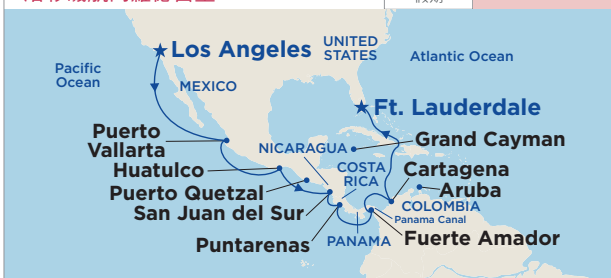 Los Angeles
UNITED
STATES
Atlantic Ocean
Pacific
Ocean
MEXICO
Ft. Lauderdale
Puerto
Vallarta
NICARAGUA
Grand Cayman
Huatulco
COSTA
RICA
Cartagena
Puerto Quetzal
Aruba
San Juan del Sur
COLOMBIA
Panama Canal
Puntarenas
PANAMA
Fuerte Amador